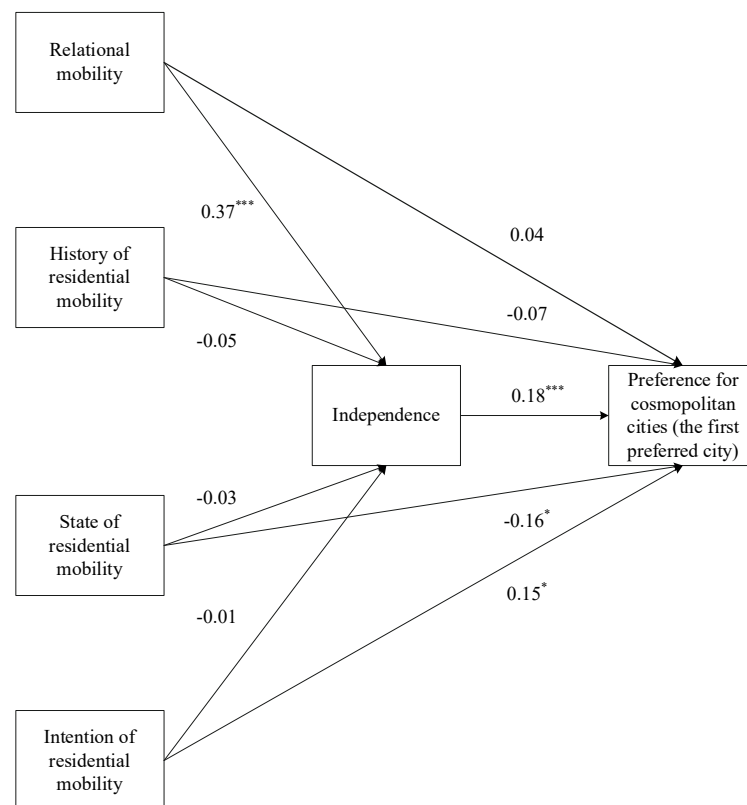 Relational
mobility
0.37***
0.04
History of
residential
mobility
-0.07
-0.05
Independence
0.18***
Preference for
cosmopolitan
cities (the first
preferred city)
State of
residential
mobility
-0.03
-0.16*
0.15*
-0.01
Intention of
residential
mobility